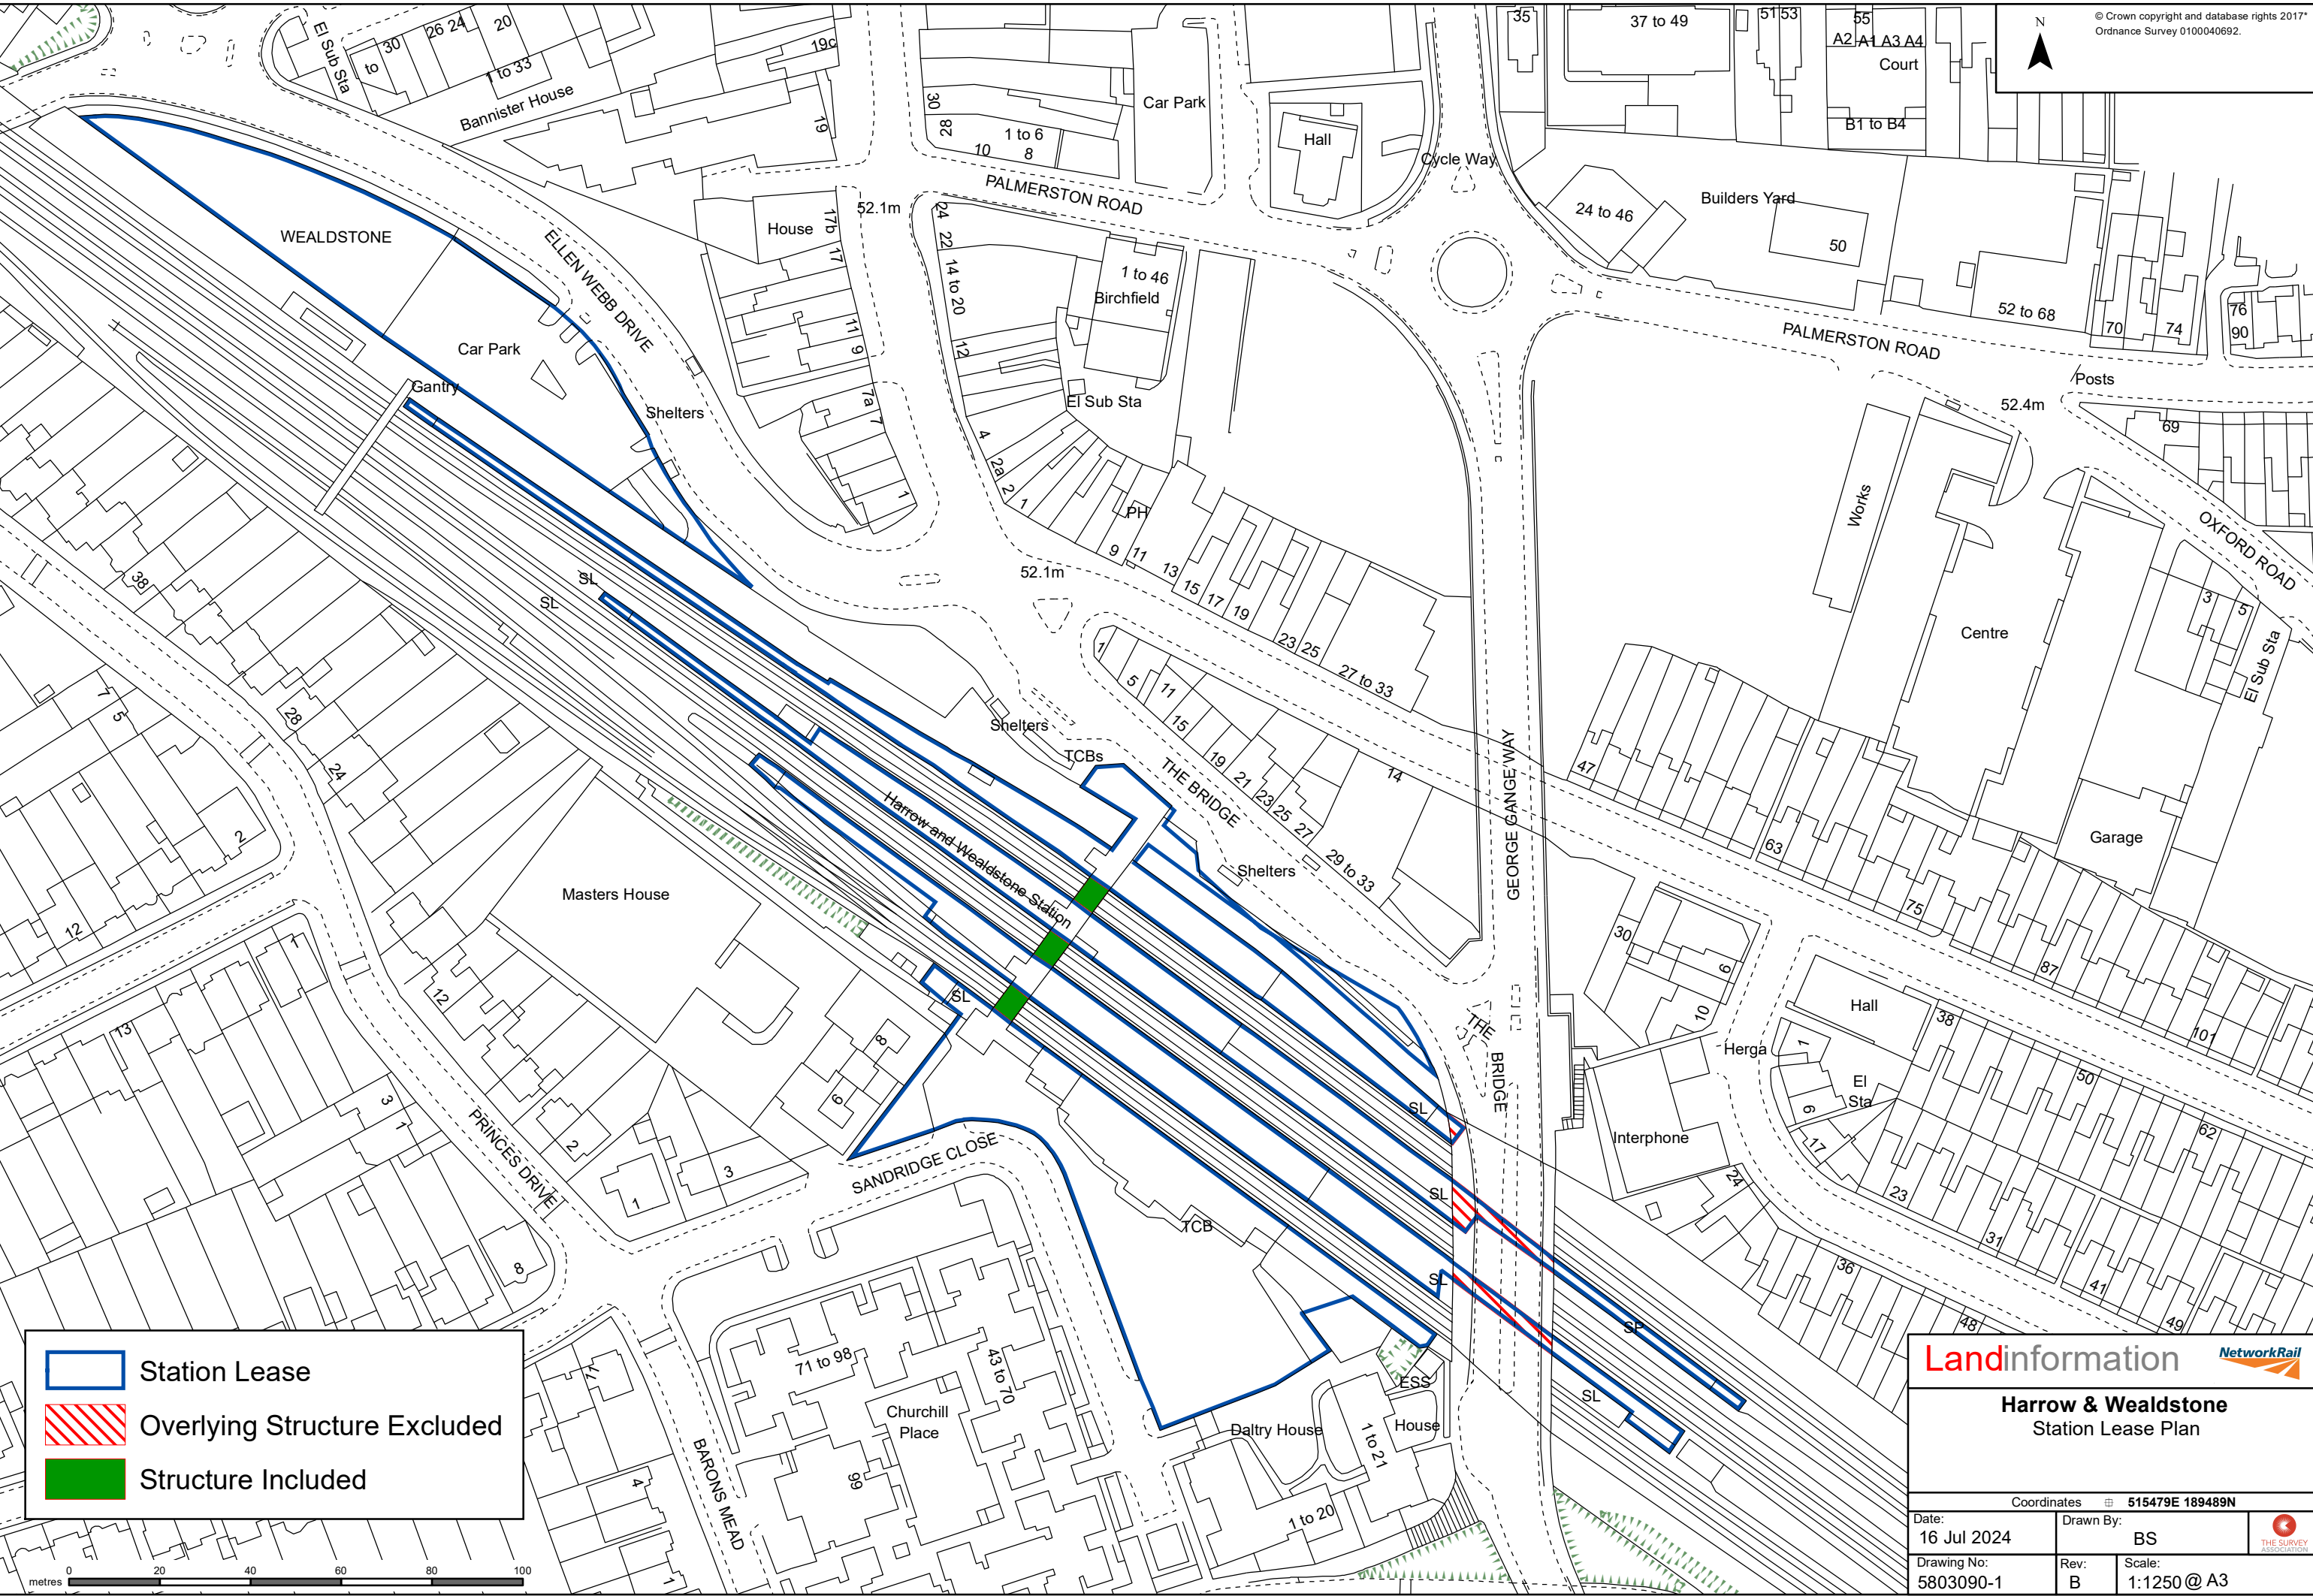 El Sub Sta
30
to
26 24
20
1 to 33
Bannister House
19c
19
30
28
1 to 6
10
8
Car Park
Hall
Cycle Way
35
37 to 49
51 53
55
A2 A1 A3 A4
Court
B1 to B4
N
© Crown copyright and database rights 2017*
Ordnance Survey 0100040692.
PALMERSTON ROAD
WEALDSTONE
ELLEN WEBB DRIVE
House
17b
17
52.1m
24
22
14 to 20
12
1 to 46
Birchfield
24 to 46
Builders Yard
50
52 to 68
70
74
76
90
PALMERSTON ROAD
Car Park
Gantry
Shelters
11
9
7a
7
1
El Sub Sta
4
2a
2
1
PH
9
11
13
15
17
19
23
25
27 to 33
Posts
52.4m
69
Works
OXFORD ROAD
Centre
3
5
El Sub Sta
52.1m
SL
SL
38
28
24
7
5
2
12
1
5
11
15
19
21
23
25
27
29 to 33
14
Shelters
TCBs
THE BRIDGE
Shelters
GEORGE GANGE WAY
47
63
75
87
101
Garage
Harrow and Wealdstone Station
Masters House
SL
12
1
13
3
1
8
6
2
1
3
PRINCES DRIVE
SANDRIDGE CLOSE
8
30
6
10
Hall
38
Herga
1
El
Sta
6
17
50
62
Interphone
24
23
31
41
49
36
48
THE
BRIDGE
SL
SL
SL
TCB
SP
SL
71 to 98
43 to 70
Churchill
Place
99
77
4
1
BARONS MEAD
ESS
Daltry House
House
1 to 21
1 to 20
Station Lease
Overlying Structure Excluded
Structure Included
metres
0
20
40
60
80
100
Landinformation
NetworkRail
Harrow & Wealdstone
Station Lease Plan
Coordinates 515479E 189489N
Date:
16 Jul 2024
Drawn By:
BS
THE SURVEY
ASSOCIATION
Drawing No:
5803090-1
Rev:
B
Scale:
1:1250 @ A3